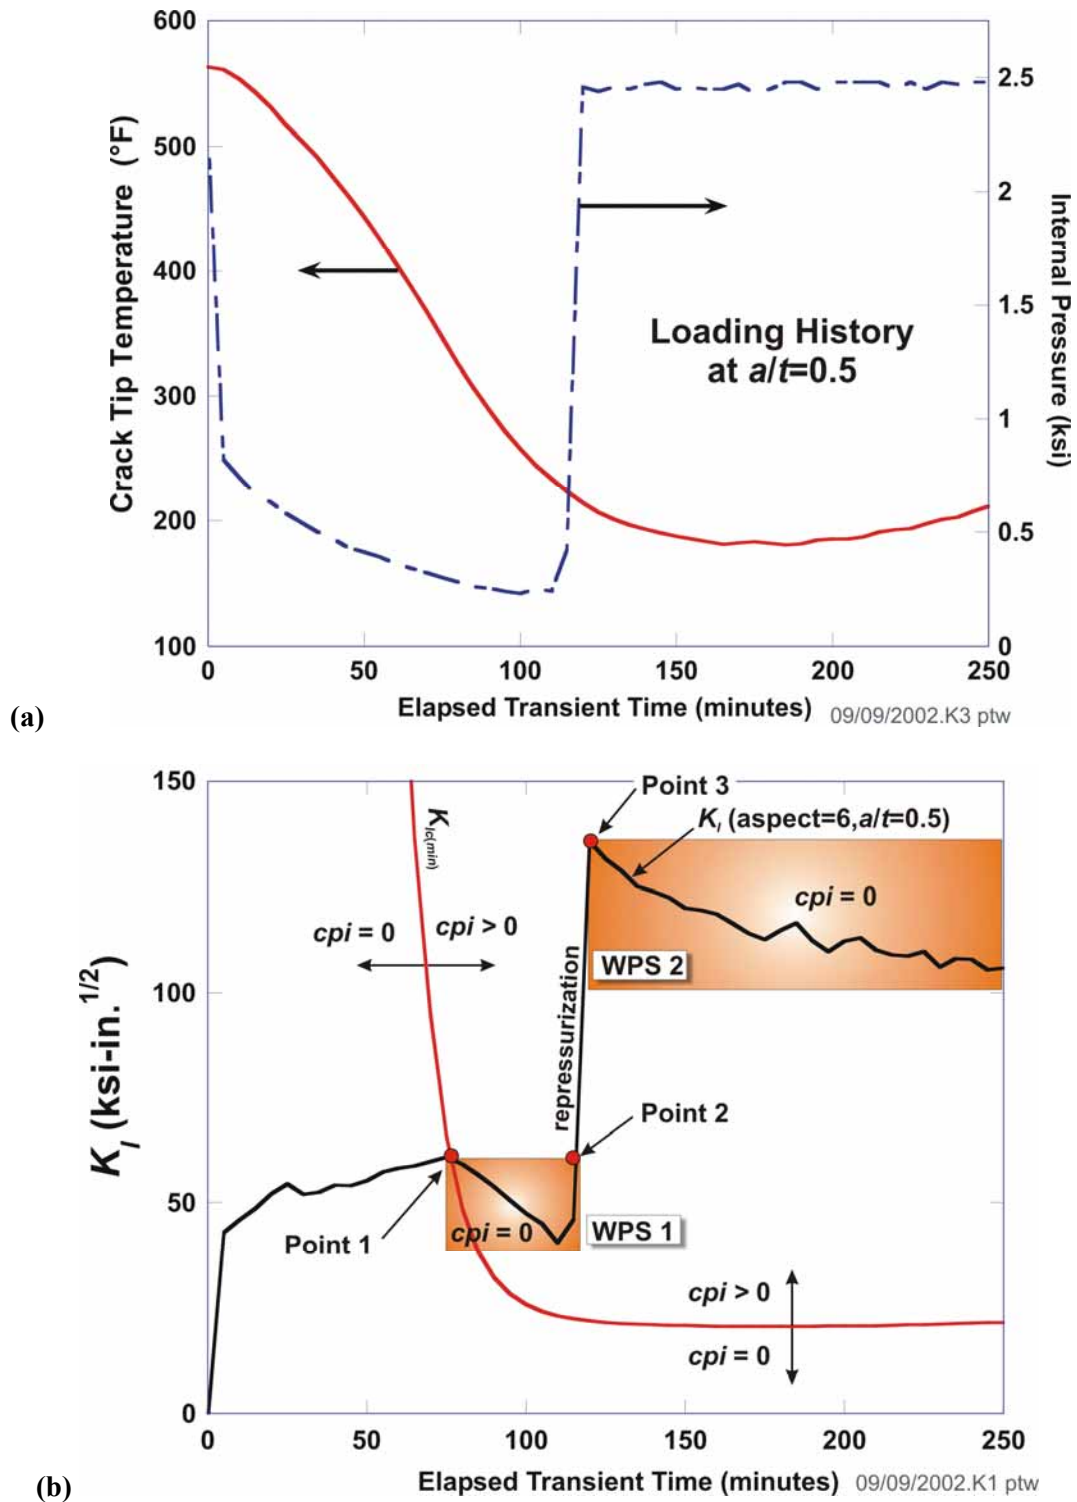 600
500
400
300
200
100
Crack Tip Temperature (°F)
2.5
2
1.5
1
0.5
0
Internal Pressure (ksi)
Loading History
at a/t=0.5
0 50 100 150 200 250
Elapsed Transient Time (minutes) 09/09/2002.K3 ptw
(a)
150
100
50
0
K_I (ksi-in.^1/2)
Point 3
K_I (aspect=6,a/t=0.5)
K_Ic(min)
cpi = 0
cpi > 0
cpi = 0
WPS 2
repressurization
Point 2
Point 1
cpi = 0
WPS 1
cpi > 0
cpi = 0
0 50 100 150 200 250
Elapsed Transient Time (minutes) 09/09/2002.K1 ptw
(b)